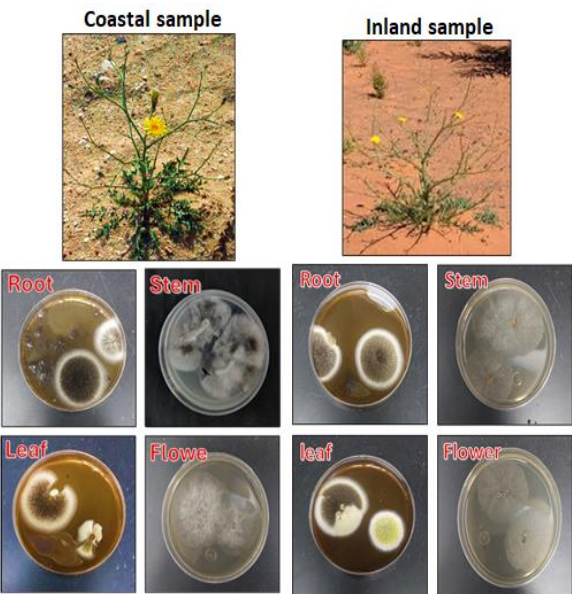 Coastal sample
Inland sample
Root
Stem
Root
Stem
Leaf
Flowe
leaf
Flower